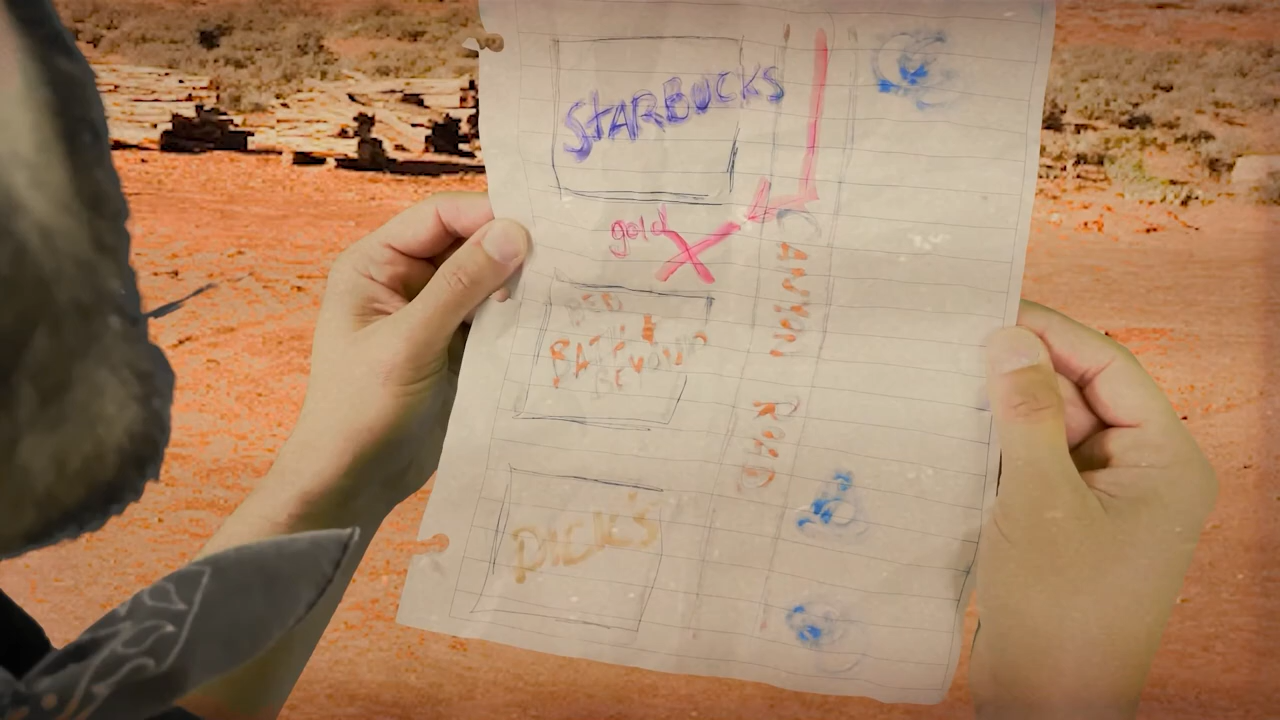 STARBUCKS
gold
BED
BATH &
BEYOND
DICK'S
CANYON ROAD